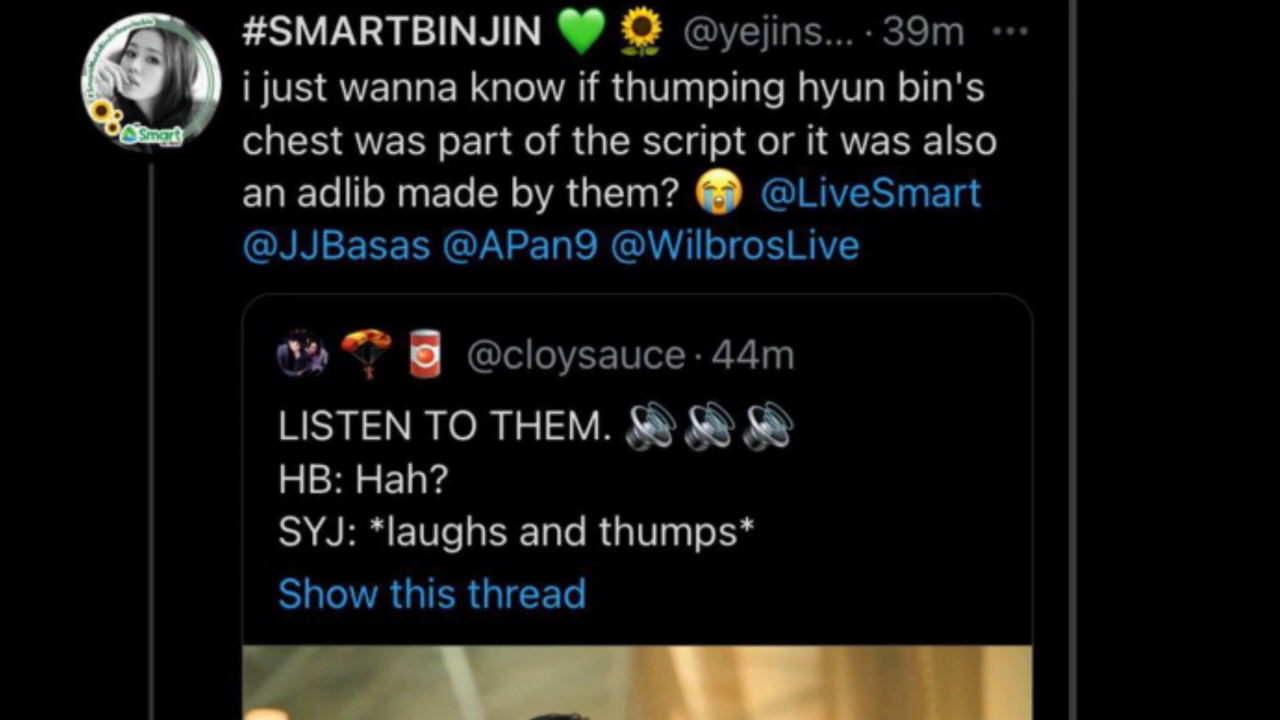 #SMARTBINJIN 💚 🌻 @yejins... · 39m ···
i just wanna know if thumping hyun bin's
chest was part of the script or it was also
an adlib made by them? 😭 @LiveSmart
@JJBasas @APan9 @WilbrosLive
Smart
🪂 🥫 @cloysauce · 44m
LISTEN TO THEM. 🔊🔊🔊
HB: Hah?
SYJ: *laughs and thumps*
Show this thread